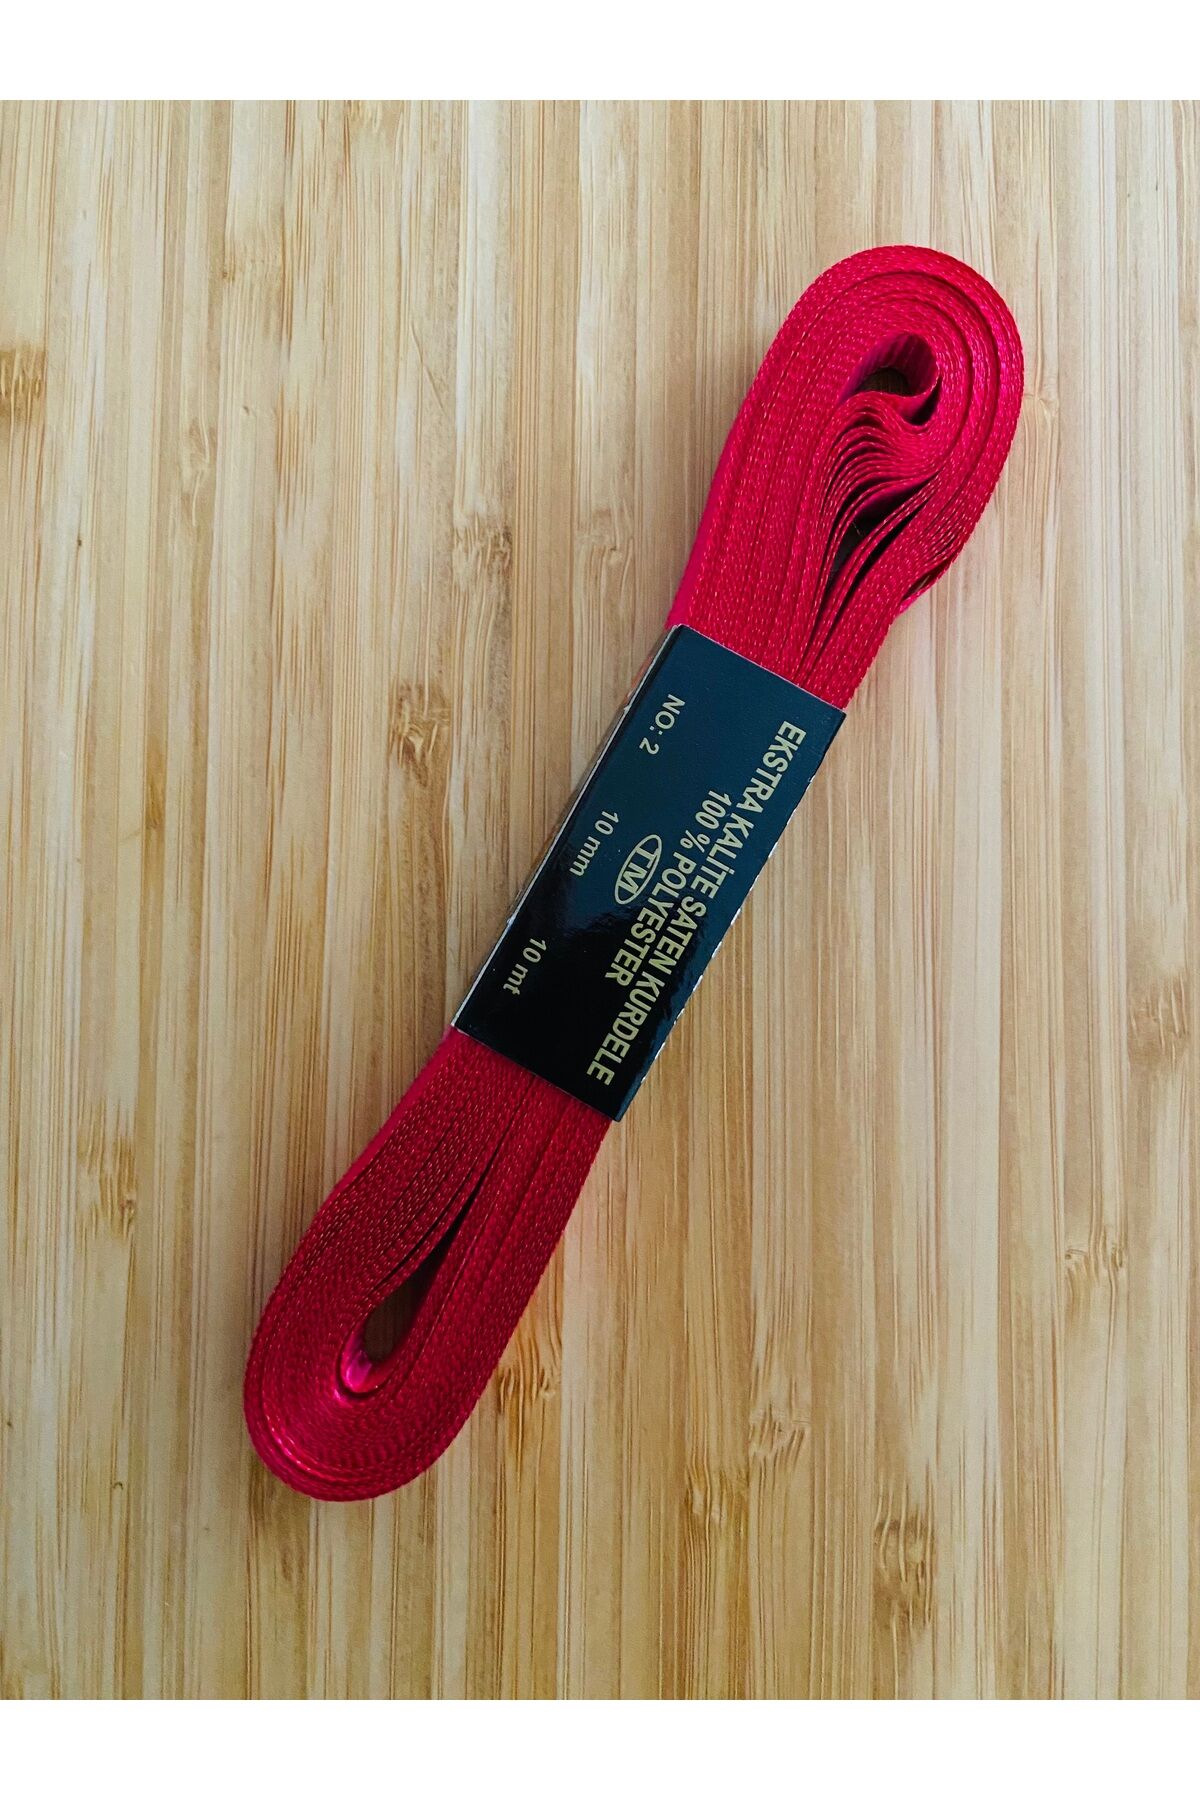 EKSTRA KALİTE SATEN KURDELE
100 % POLYESTER
TM
NO: 2 10 mm 10 mt